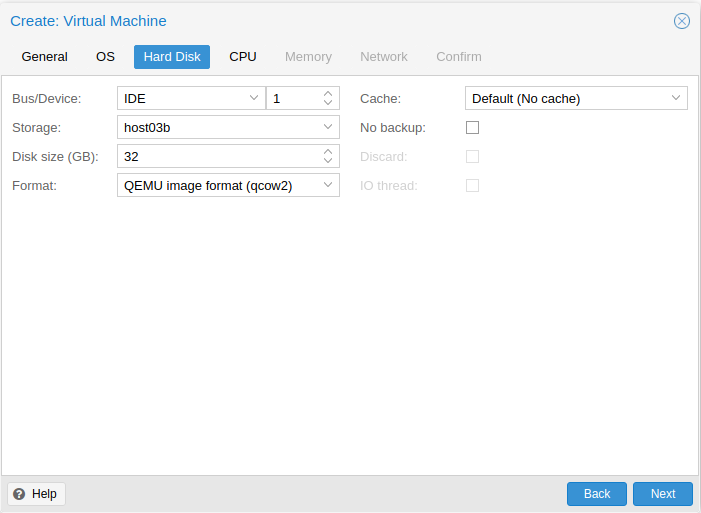 Create: Virtual Machine
General OS Hard Disk CPU Memory Network Confirm
Bus/Device: IDE 1 Cache: Default (No cache)
Storage: host03b No backup:
Disk size (GB): 32 Discard:
Format: QEMU image format (qcow2) IO thread:
? Help Back Next